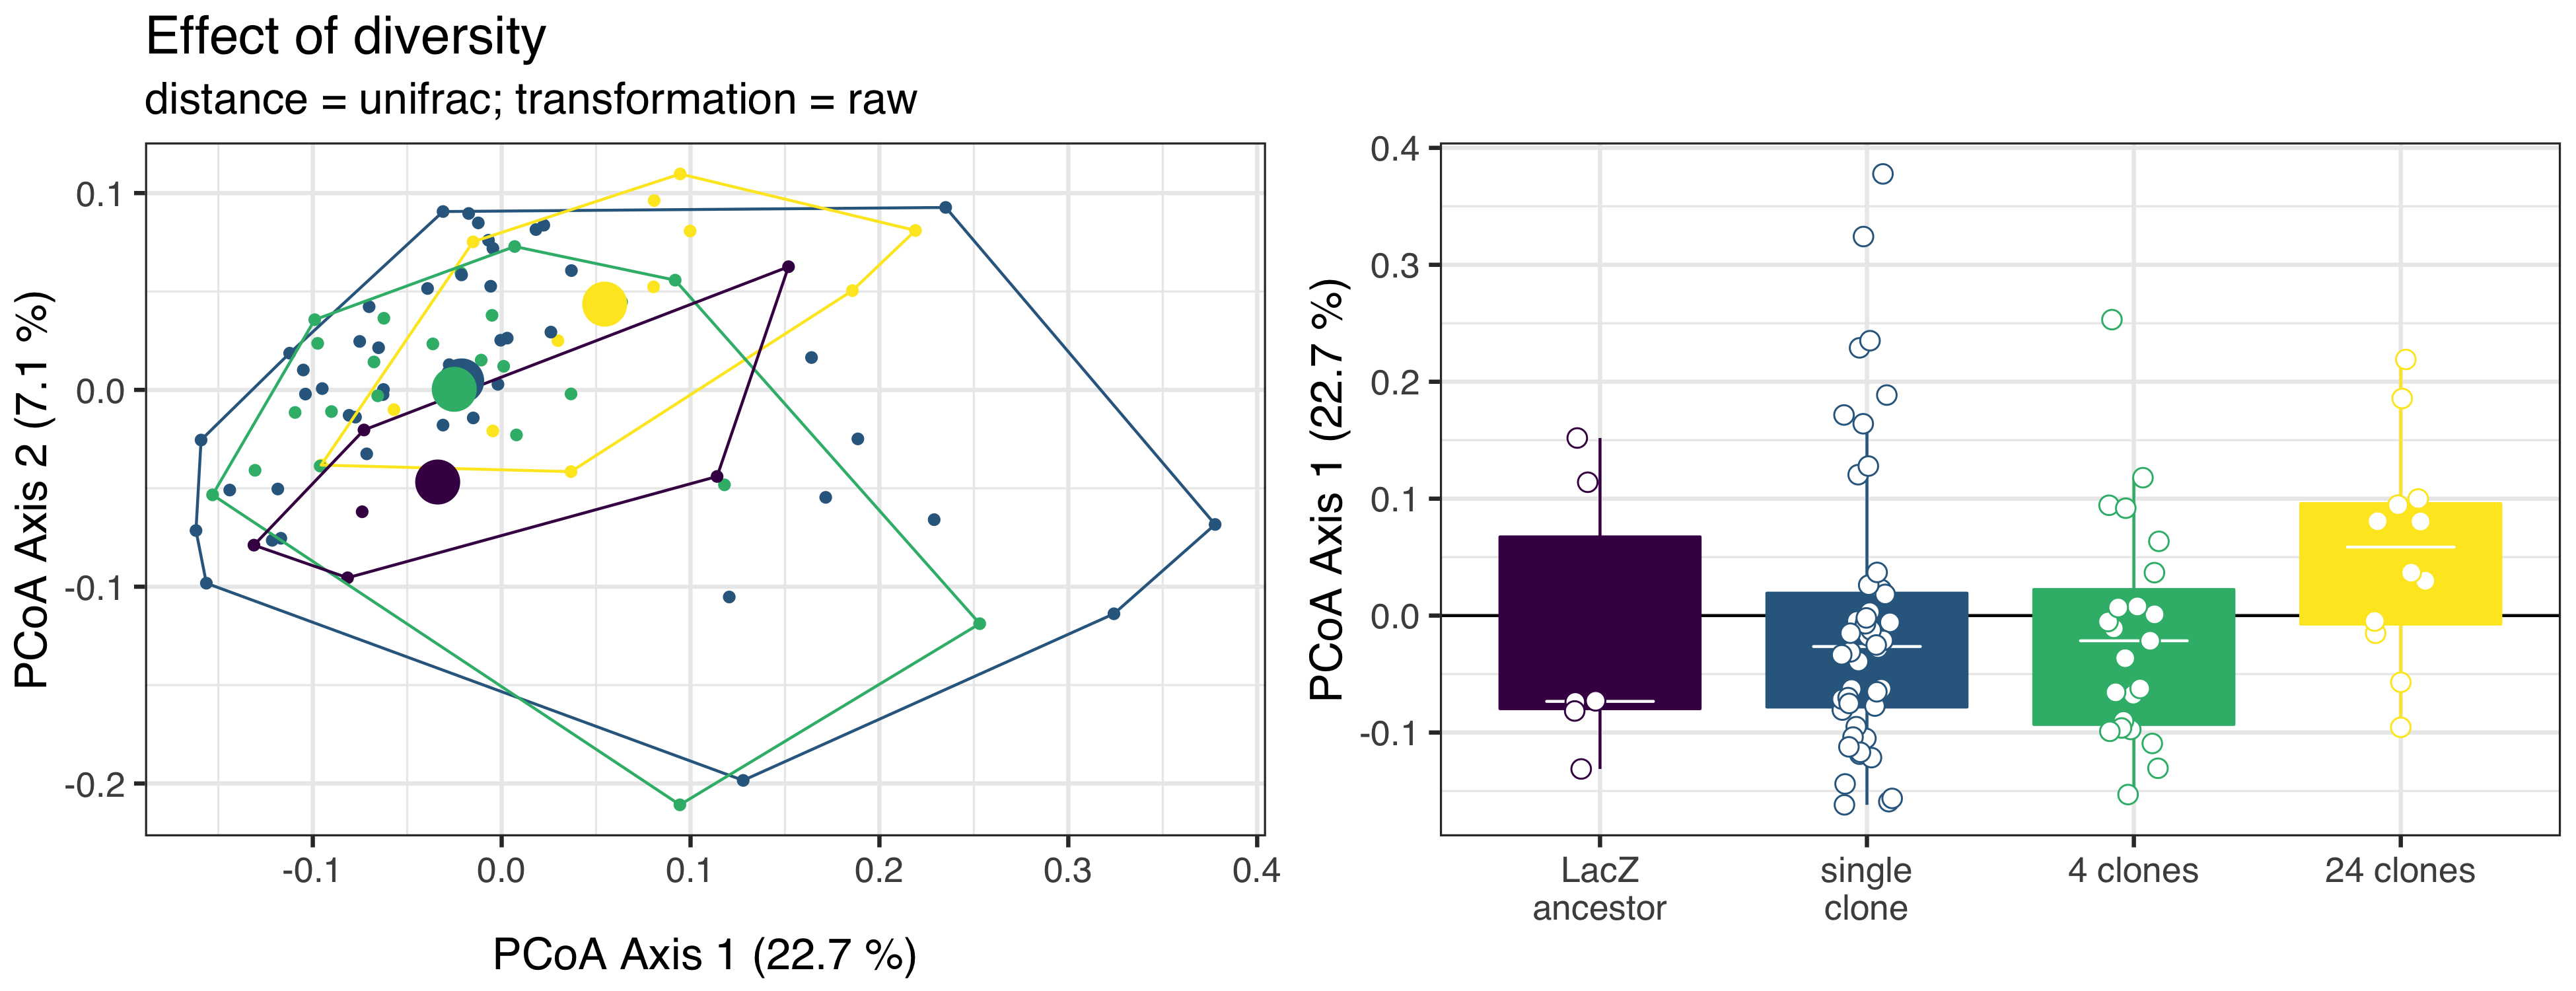 Effect of diversity
distance = unifrac; transformation = raw
PCoA Axis 2 (7.1 %)
0.1
0.0
-0.1
-0.2
-0.1
0.0
0.1
0.2
0.3
0.4
PCoA Axis 1 (22.7 %)
PCoA Axis 1 (22.7 %)
0.4
0.3
0.2
0.1
0.0
-0.1
LacZ
ancestor
single
clone
4 clones
24 clones